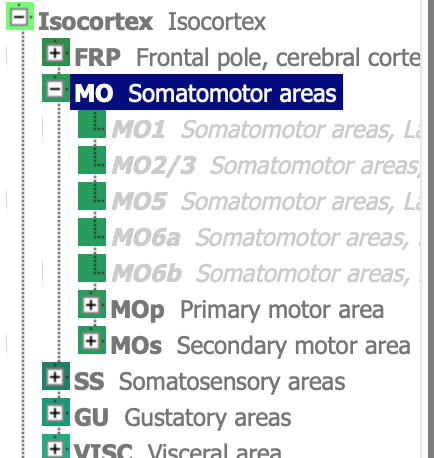 Isocortex Isocortex
FRP Frontal pole, cerebral corte
MO Somatomotor areas
MO1 Somatomotor areas, La
MO2/3 Somatomotor areas,
MO5 Somatomotor areas, La
MO6a Somatomotor areas,
MO6b Somatomotor areas,
MOp Primary motor area
MOs Secondary motor area
SS Somatosensory areas
GU Gustatory areas
VISC Visceral area